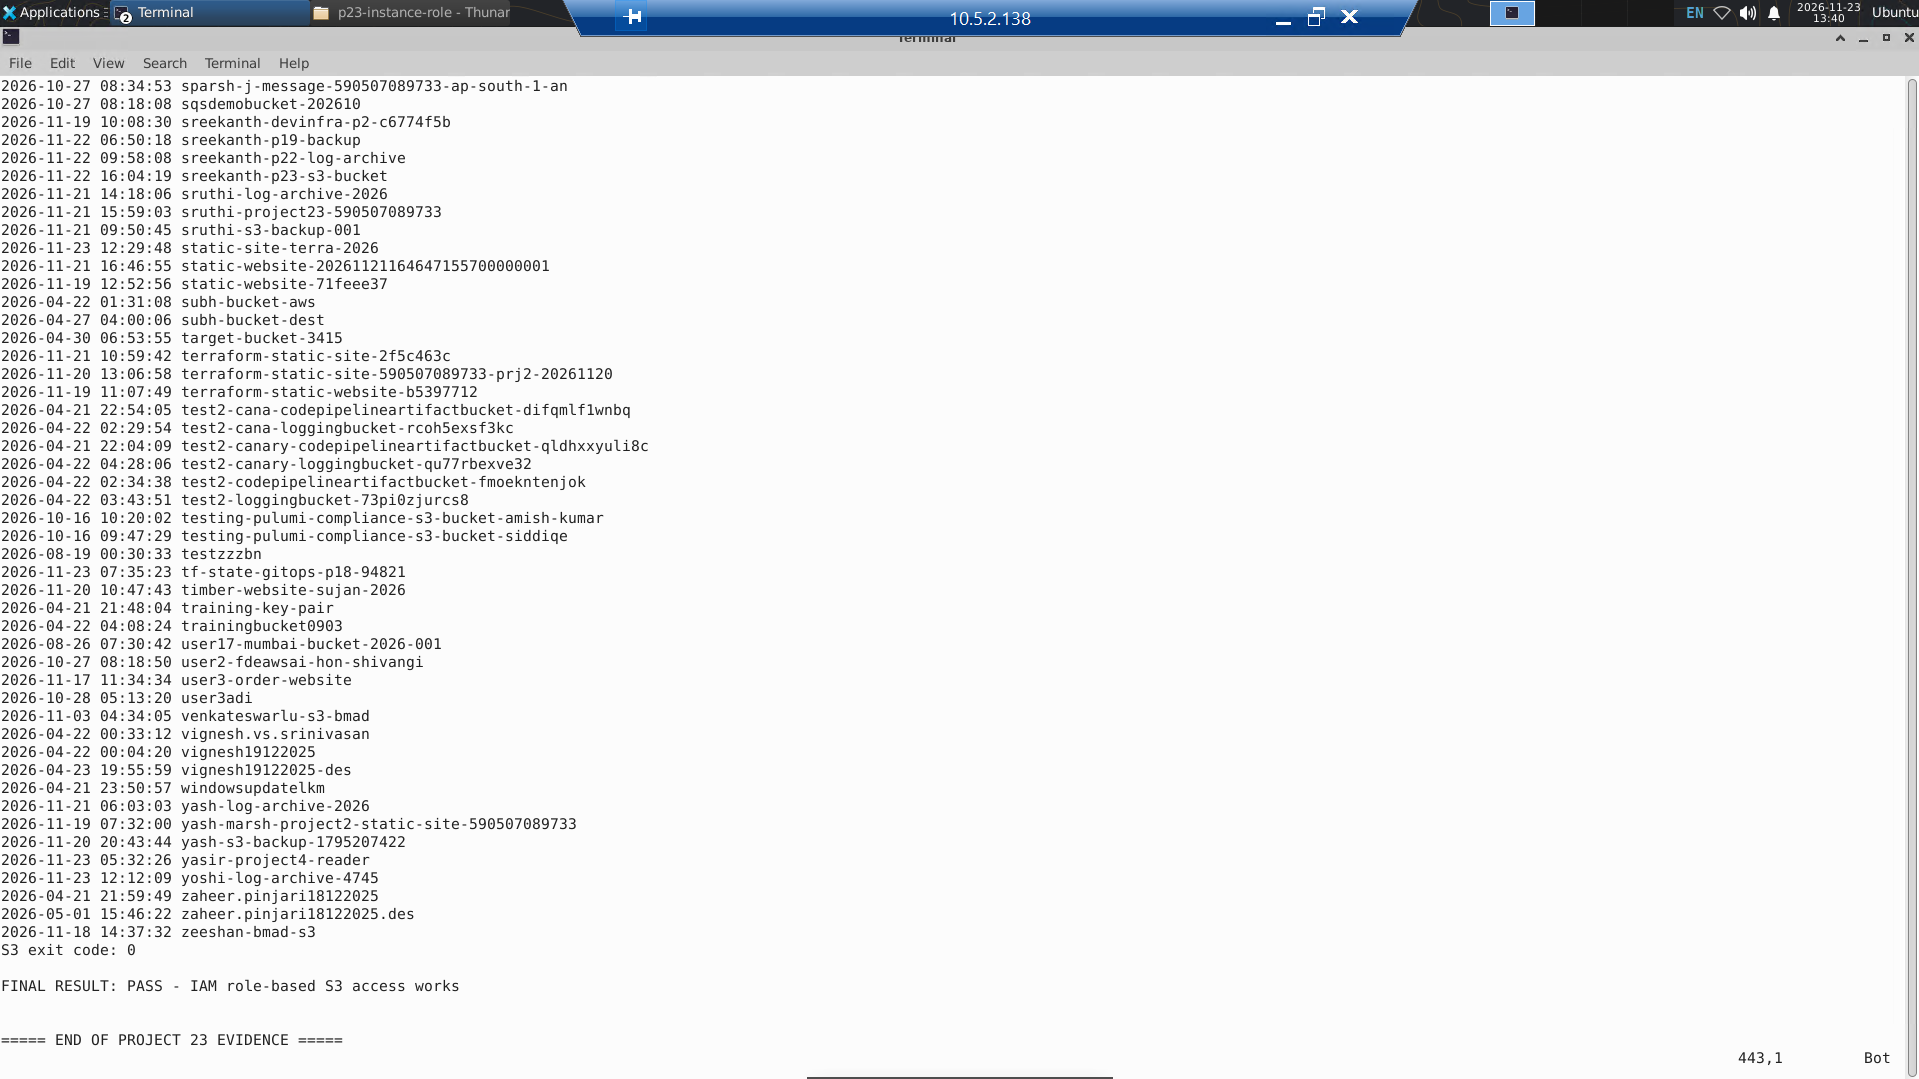 Applications
Terminal
p23-instance-role - Thunar
10.5.2.138
EN
2026-11-23
13:40
Ubuntu
Terminal
File Edit View Search Terminal Help
2026-10-27 08:34:53 sparsh-j-message-590507089733-ap-south-1-an
2026-10-27 08:18:08 sqsdemobucket-202610
2026-11-19 10:08:30 sreekanth-devinfra-p2-c6774f5b
2026-11-22 06:50:18 sreekanth-p19-backup
2026-11-22 09:58:08 sreekanth-p22-log-archive
2026-11-22 16:04:19 sreekanth-p23-s3-bucket
2026-11-21 14:18:06 sruthi-log-archive-2026
2026-11-21 15:59:03 sruthi-project23-590507089733
2026-11-21 09:50:45 sruthi-s3-backup-001
2026-11-23 12:29:48 static-site-terra-2026
2026-11-21 16:46:55 static-website-20261121164647155700000001
2026-11-19 12:52:56 static-website-71feee37
2026-04-22 01:31:08 subh-bucket-aws
2026-04-27 04:00:06 subh-bucket-dest
2026-04-30 06:53:55 target-bucket-3415
2026-11-21 10:59:42 terraform-static-site-2f5c463c
2026-11-20 13:06:58 terraform-static-site-590507089733-prj2-20261120
2026-11-19 11:07:49 terraform-static-website-b5397712
2026-04-21 22:54:05 test2-cana-codepipelineartifactbucket-difqmlf1wnbq
2026-04-22 02:29:54 test2-cana-loggingbucket-rcoh5exsf3kc
2026-04-21 22:04:09 test2-canary-codepipelineartifactbucket-qldhxxyuli8c
2026-04-22 04:28:06 test2-canary-loggingbucket-qu77rbexve32
2026-04-22 02:34:38 test2-codepipelineartifactbucket-fmoekntenjok
2026-04-22 03:43:51 test2-loggingbucket-73pi0zjurcs8
2026-10-16 10:20:02 testing-pulumi-compliance-s3-bucket-amish-kumar
2026-10-16 09:47:29 testing-pulumi-compliance-s3-bucket-siddiqe
2026-08-19 00:30:33 testzzzbn
2026-11-23 07:35:23 tf-state-gitops-p18-94821
2026-11-20 10:47:43 timber-website-sujan-2026
2026-04-21 21:48:04 training-key-pair
2026-04-22 04:08:24 trainingbucket0903
2026-08-26 07:30:42 user17-mumbai-bucket-2026-001
2026-10-27 08:18:50 user2-fdeawsai-hon-shivangi
2026-11-17 11:34:34 user3-order-website
2026-10-28 05:13:20 user3adi
2026-11-03 04:34:05 venkateswarlu-s3-bmad
2026-04-22 00:33:12 vignesh.vs.srinivasan
2026-04-22 00:04:20 vignesh19122025
2026-04-23 19:55:59 vignesh19122025-des
2026-04-21 23:50:57 windowsupdatelkm
2026-11-21 06:03:03 yash-log-archive-2026
2026-11-19 07:32:00 yash-marsh-project2-static-site-590507089733
2026-11-20 20:43:44 yash-s3-backup-1795207422
2026-11-23 05:32:26 yasir-project4-reader
2026-11-23 12:12:09 yoshi-log-archive-4745
2026-04-21 21:59:49 zaheer.pinjari18122025
2026-05-01 15:46:22 zaheer.pinjari18122025.des
2026-11-18 14:37:32 zeeshan-bmad-s3
S3 exit code: 0
FINAL RESULT: PASS - IAM role-based S3 access works
===== END OF PROJECT 23 EVIDENCE =====
443,1 Bot